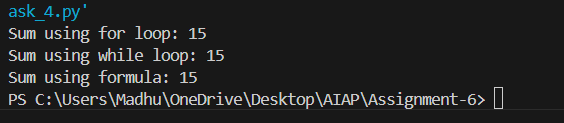 ask_4.py'
Sum using for loop: 15
Sum using while loop: 15
Sum using formula: 15
PS C:\Users\Madhu\OneDrive\Desktop\AIAP\Assignment-6>